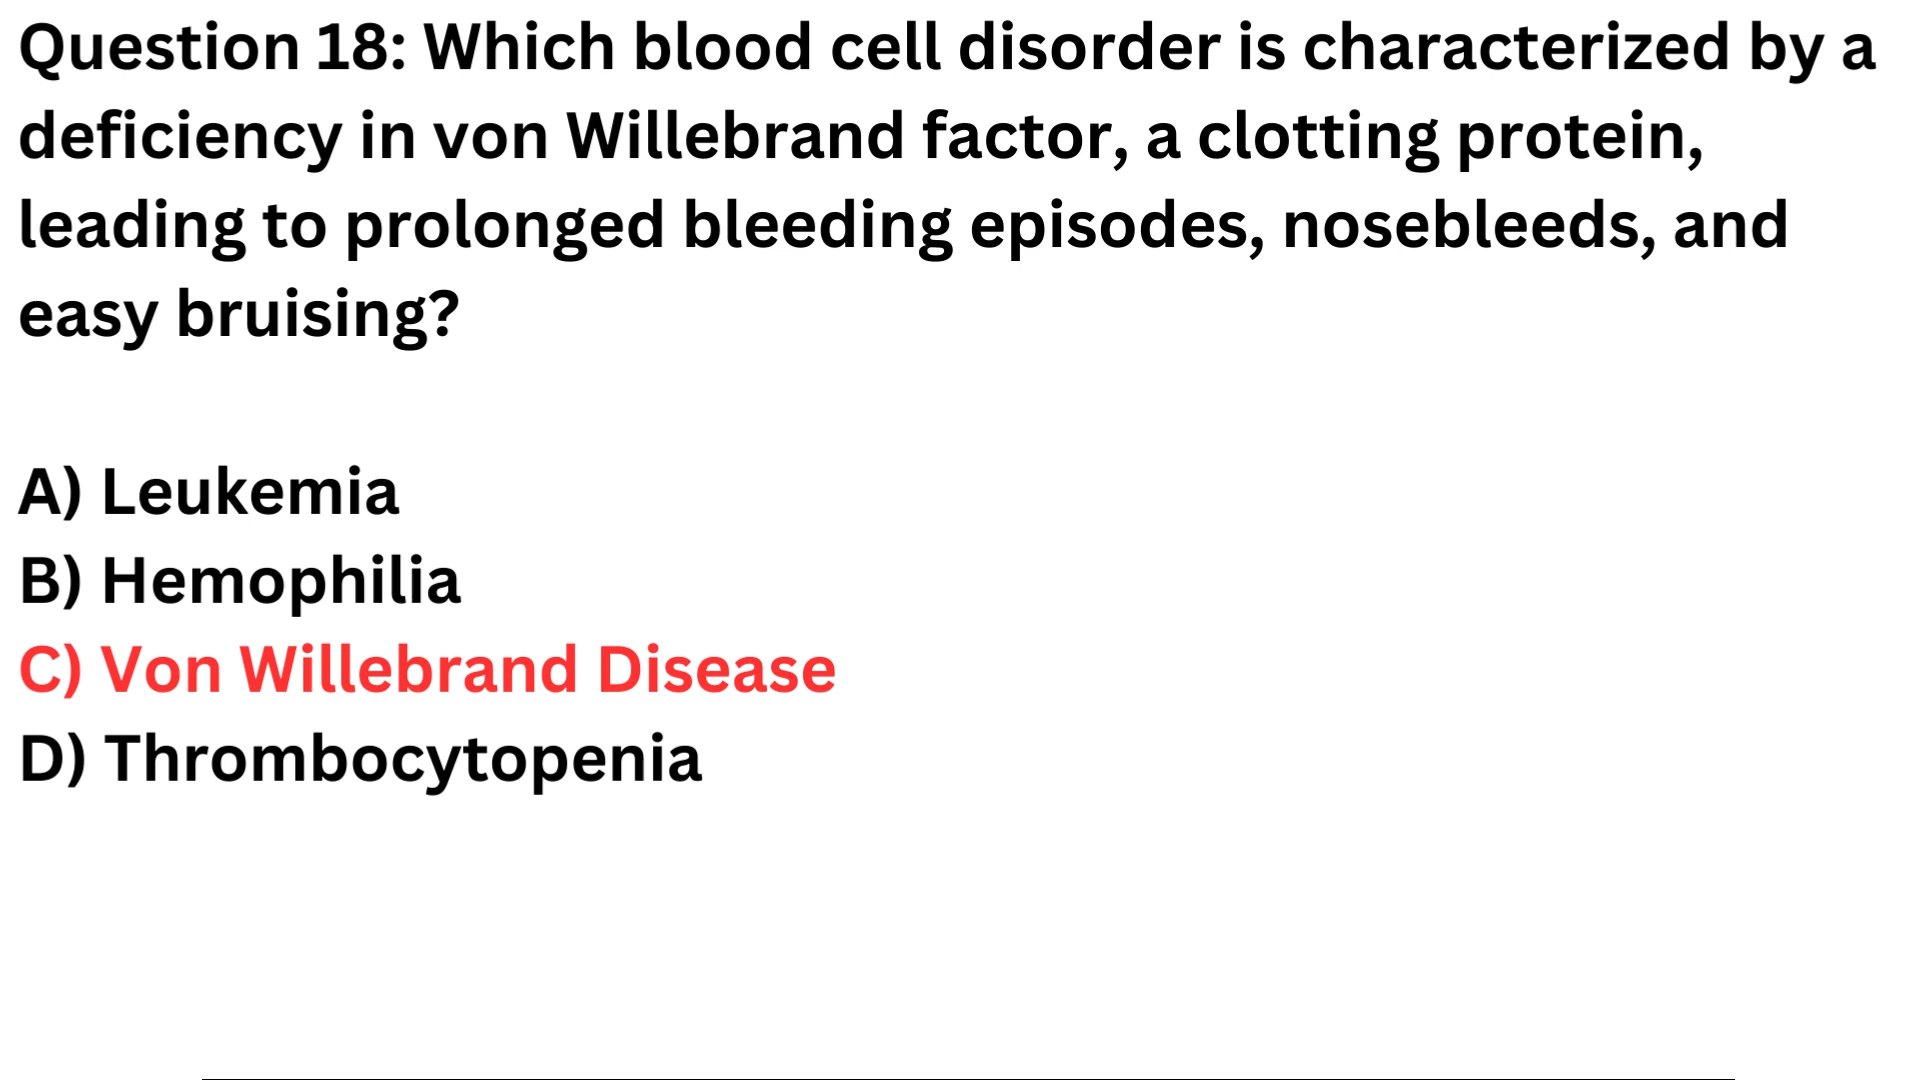 Question 18: Which blood cell disorder is characterized by a
deficiency in von Willebrand factor, a clotting protein,
leading to prolonged bleeding episodes, nosebleeds, and
easy bruising?
A) Leukemia
B) Hemophilia
C) Von Willebrand Disease
D) Thrombocytopenia